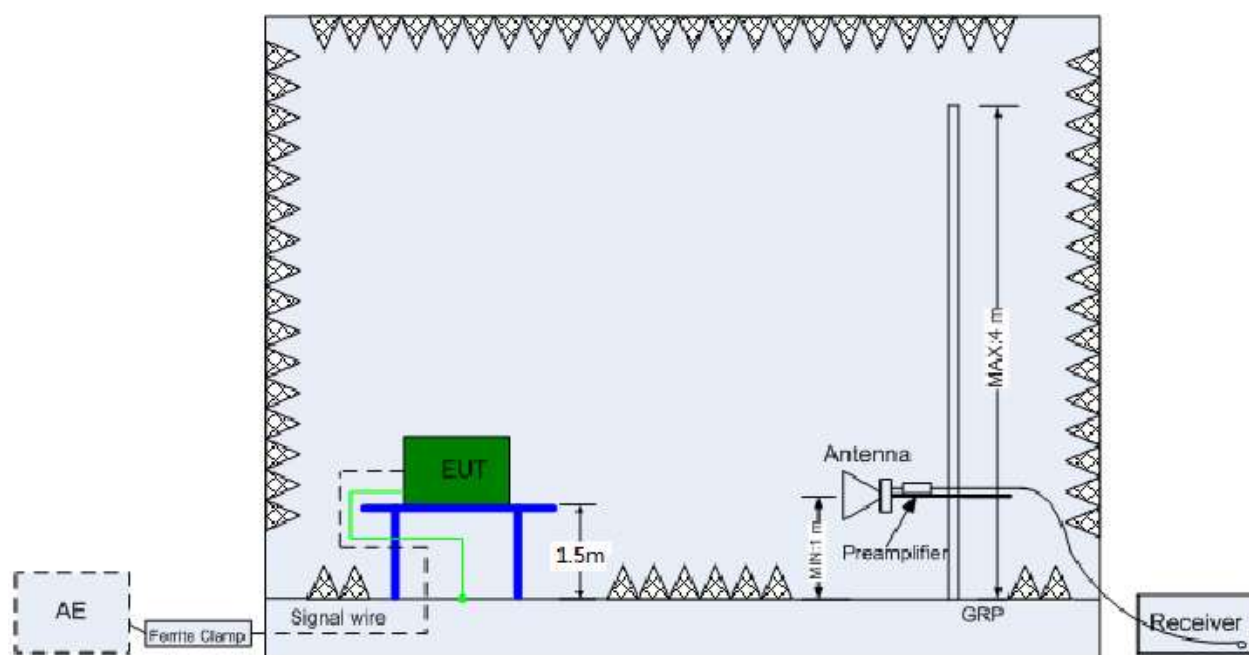 EUT
1.5m
Antenna
Preamplifier
MIN:1 m
MAX:4 m
Signal wire
GRP
AE
Ferrite Clamp
Receiver